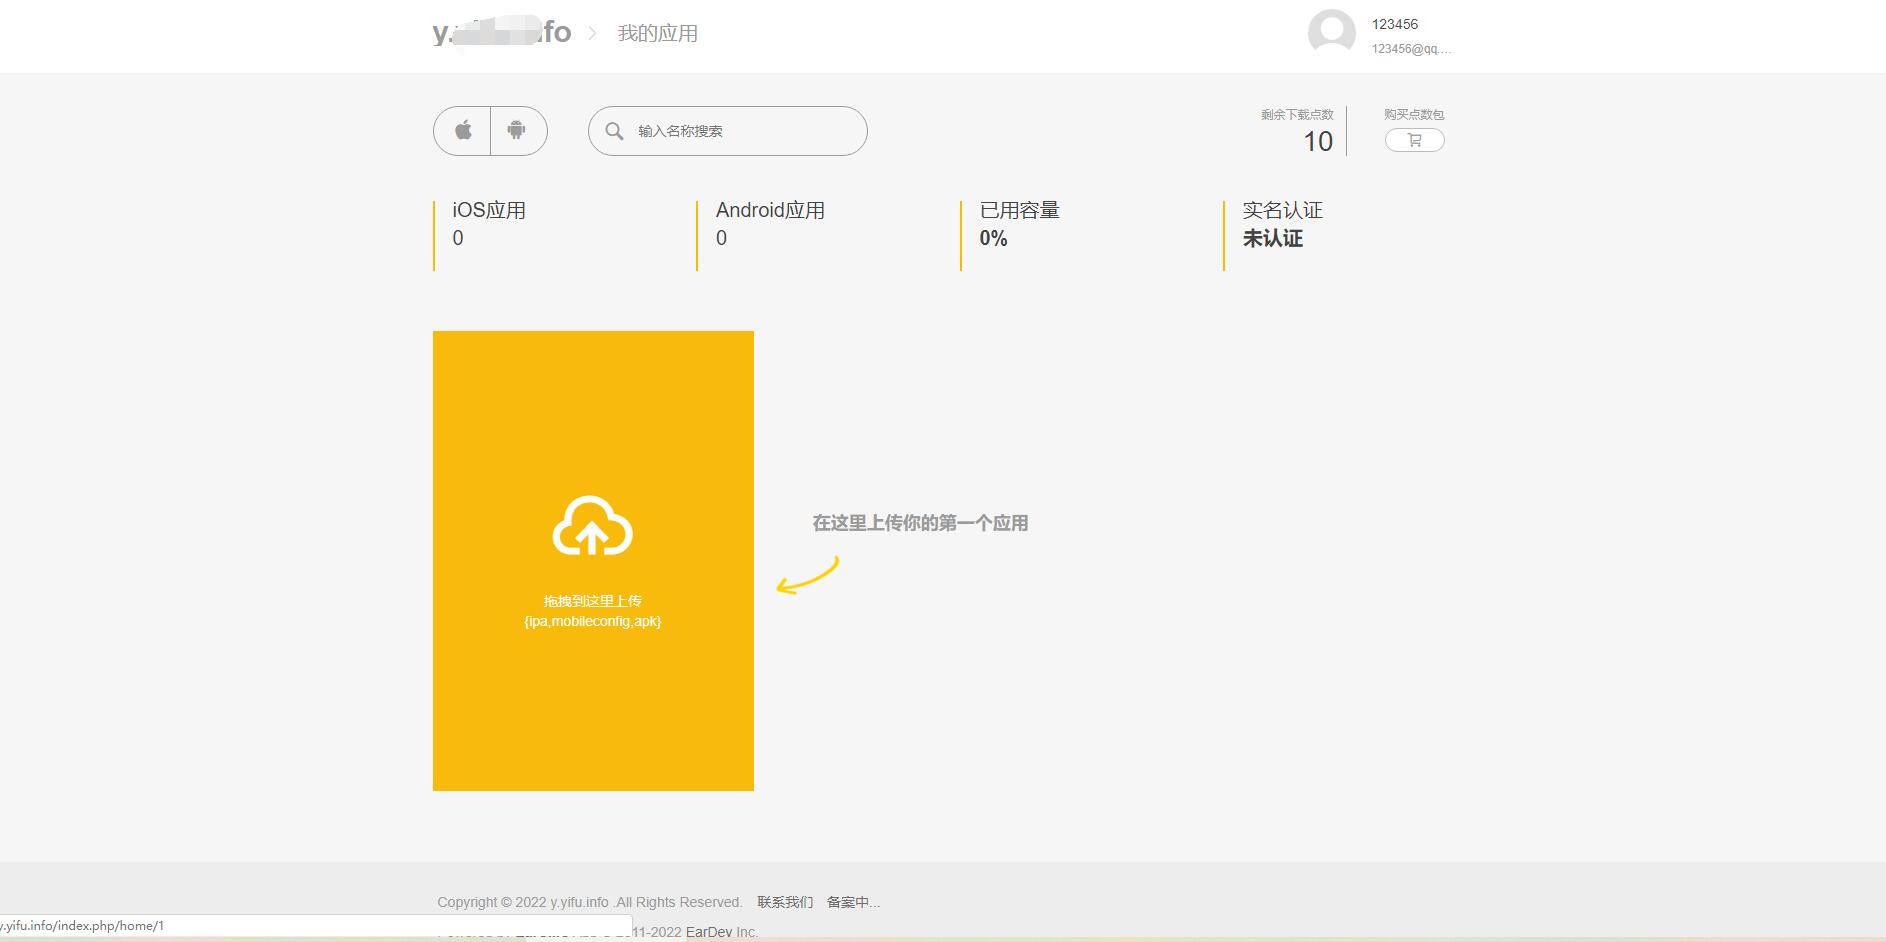 y. fo
我的应用
123456
123456@qq....
输入名称搜索
剩余下载点数
10
购买点数包
iOS应用
0
Android应用
0
已用容量
0%
实名认证
未认证
拖拽到这里上传
{ipa,mobileconfig,apk}
在这里上传你的第一个应用
Copyright © 2022 y.yifu.info .All Rights Reserved. 联系我们 备案中...
y.yifu.info/index.php/home/1
11-2022 EarDev Inc.